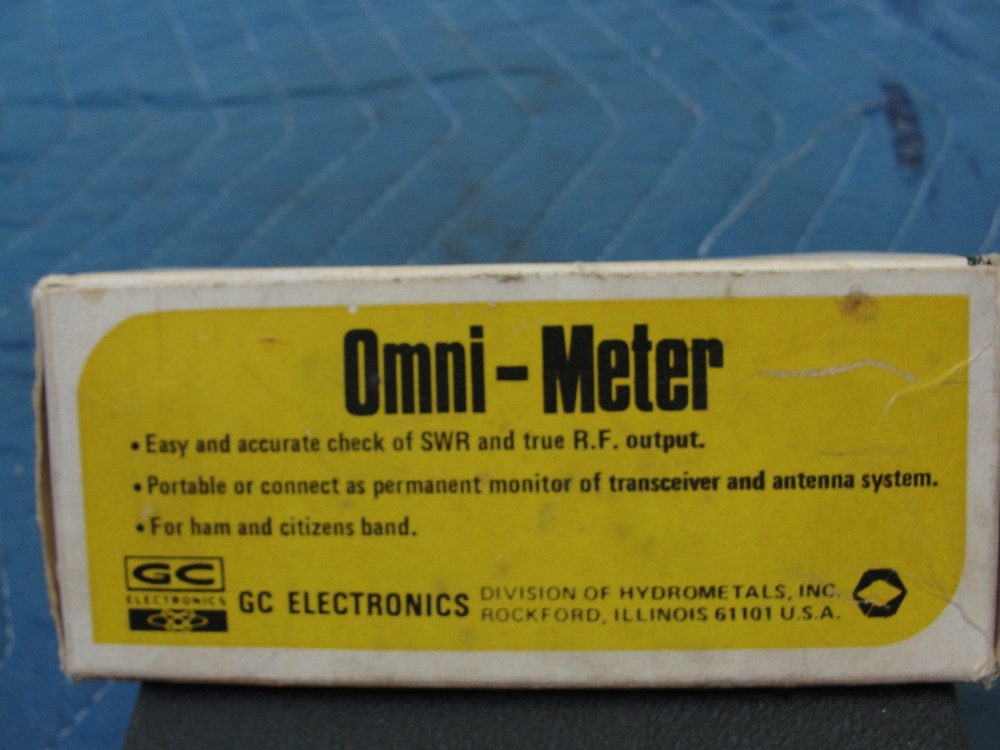 Omni-Meter
• Easy and accurate check of SWR and true R.F. output.
• Portable or connect as permanent monitor of transceiver and antenna system.
• For ham and citizens band.
GC
ELECTRONICS
GC ELECTRONICS
DIVISION OF HYDROMETALS, INC.
ROCKFORD, ILLINOIS 61101 U.S.A.